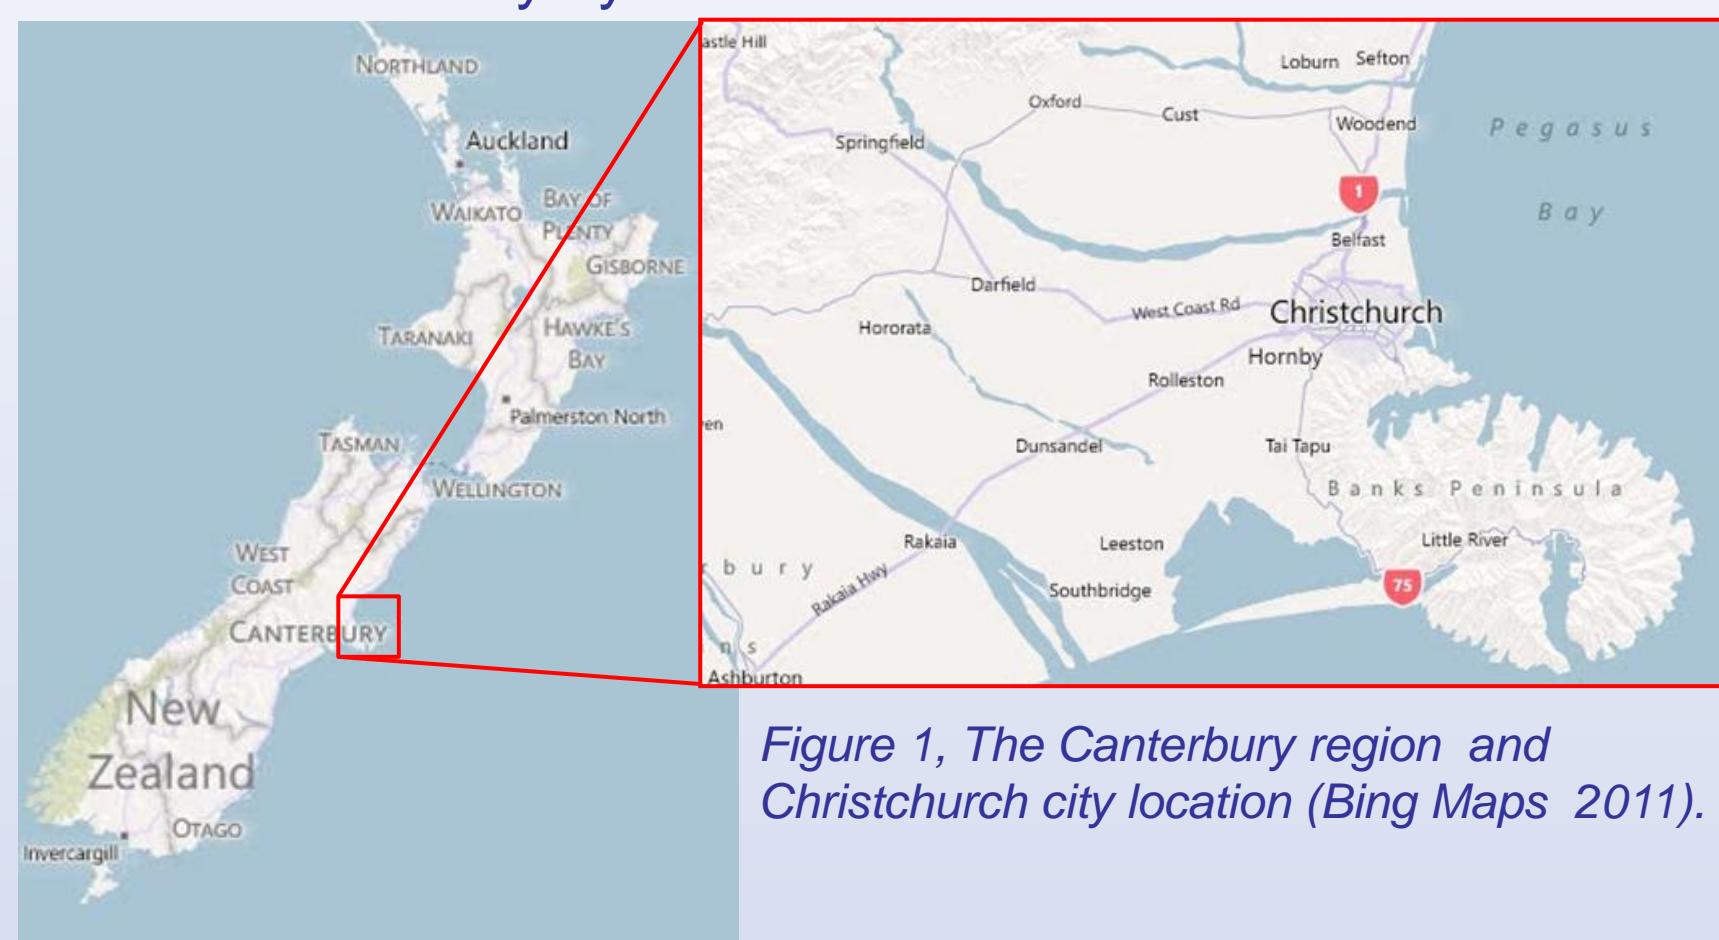 NORTHLAND
Auckland
WAIKATO
BAY OF
PLENTY
GISBORNE
TARANAKI
HAWKE'S
BAY
Palmerston North
TASMAN
WELLINGTON
WEST
COAST
CANTERBURY
New
Zealand
OTAGO
Invercargill
astle Hill
Loburn
Sefton
Oxford
Cust
Woodend
Pegasus
Bay
Springfield
1
Belfast
Darfield
West Coast Rd
Christchurch
Hororata
Hornby
Rolleston
en
Dunsandel
Tai Tapu
Banks Peninsula
Rakaia
Leeston
Little River
rbury
Rakaia Hwy
Southbridge
75
ns
Ashburton
Figure 1, The Canterbury region and
Christchurch city location (Bing Maps 2011).